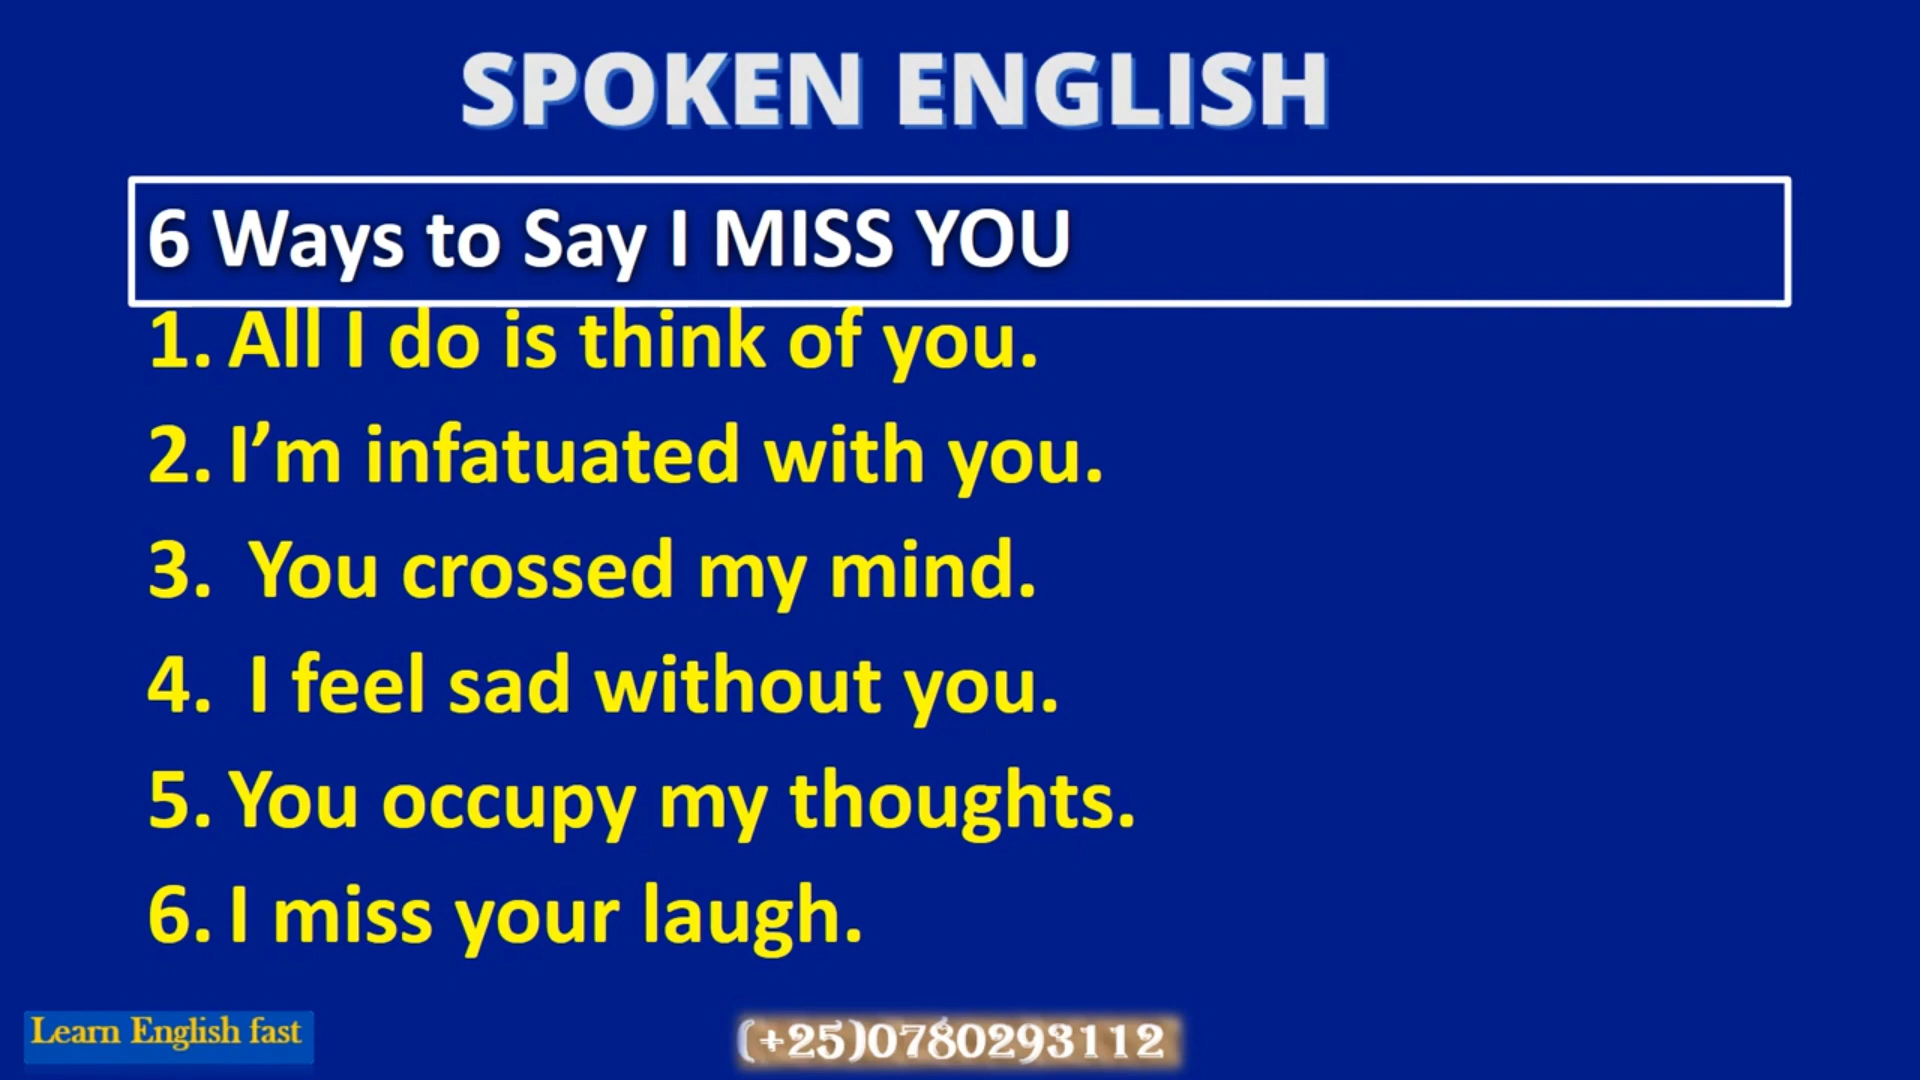 SPOKEN ENGLISH
6 Ways to Say I MISS YOU
1. All I do is think of you.
2. I’m infatuated with you.
3. You crossed my mind.
4. I feel sad without you.
5. You occupy my thoughts.
6. I miss your laugh.
Learn English fast
(+25)0780293112